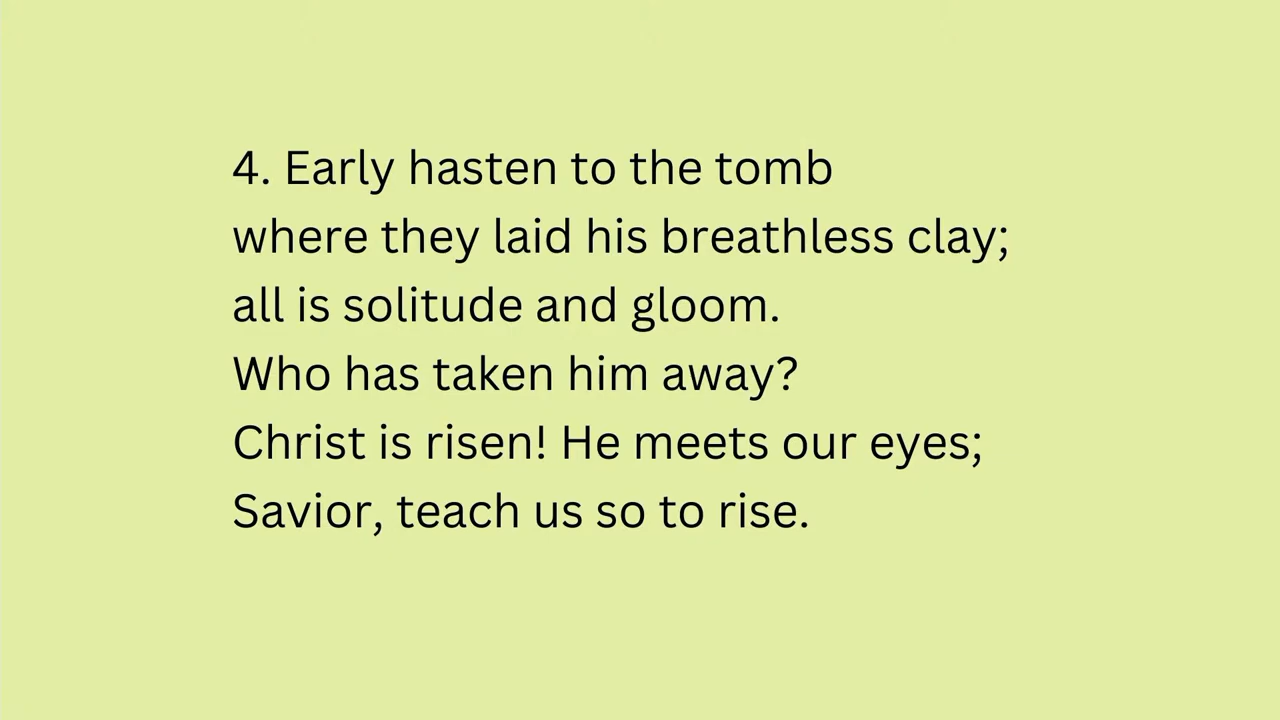 4. Early hasten to the tomb
where they laid his breathless clay;
all is solitude and gloom.
Who has taken him away?
Christ is risen! He meets our eyes;
Savior, teach us so to rise.